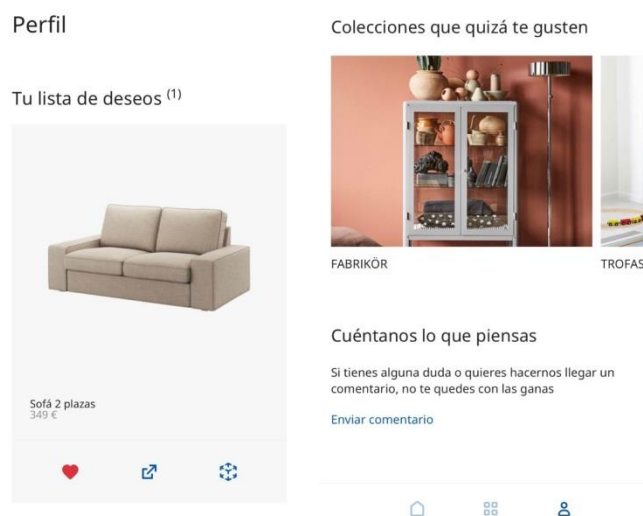 Perfil
Tu lista de deseos (1)
Sofá 2 plazas
349 €
Colecciones que quizá te gusten
FABRIKÖR
TROFAS
Cuéntanos lo que piensas
Si tienes alguna duda o quieres hacernos llegar un
comentario, no te quedes con las ganas
Enviar comentario